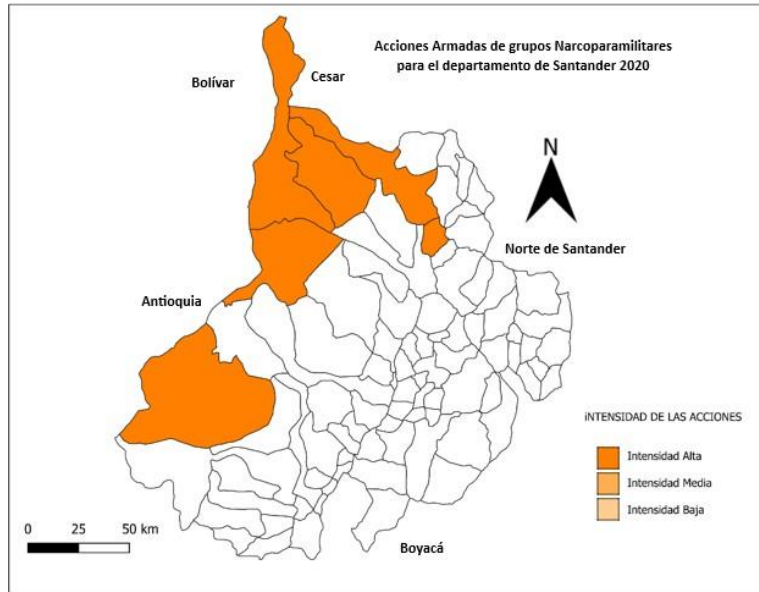 Acciones Armadas de grupos Narcoparamilitares
para el departamento de Santander 2020
Cesar
Bolívar
N
Norte de Santander
Antioquia
iNTENSIDAD DE LAS ACCIONES
Intensidad Alta
Intensidad Media
Intensidad Baja
0 25 50 km
Boyacá